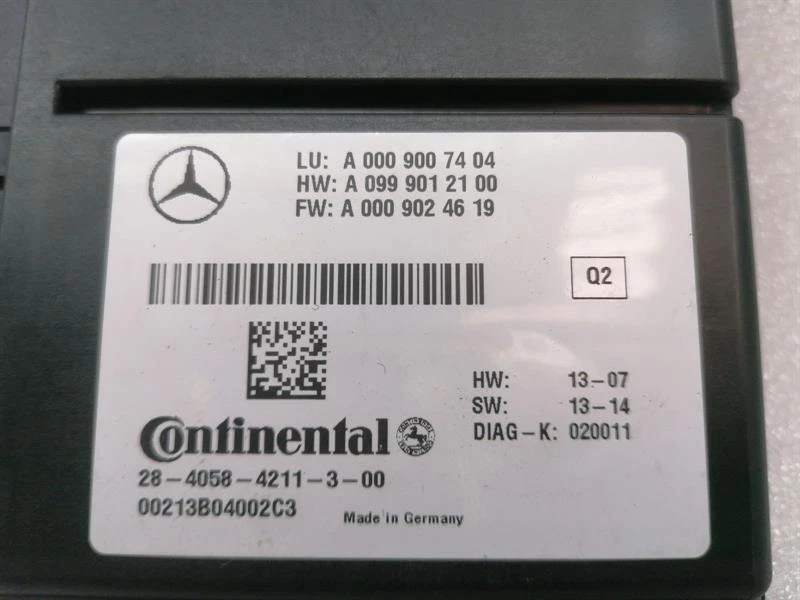 LU: A 000 900 74 04
HW: A 099 901 21 00
FW: A 000 902 46 19
Q2
HW: 13-07
SW: 13-14
DIAG-K: 020011
Continental
28-4058-4211-3-00
00213B04002C3
Made in Germany